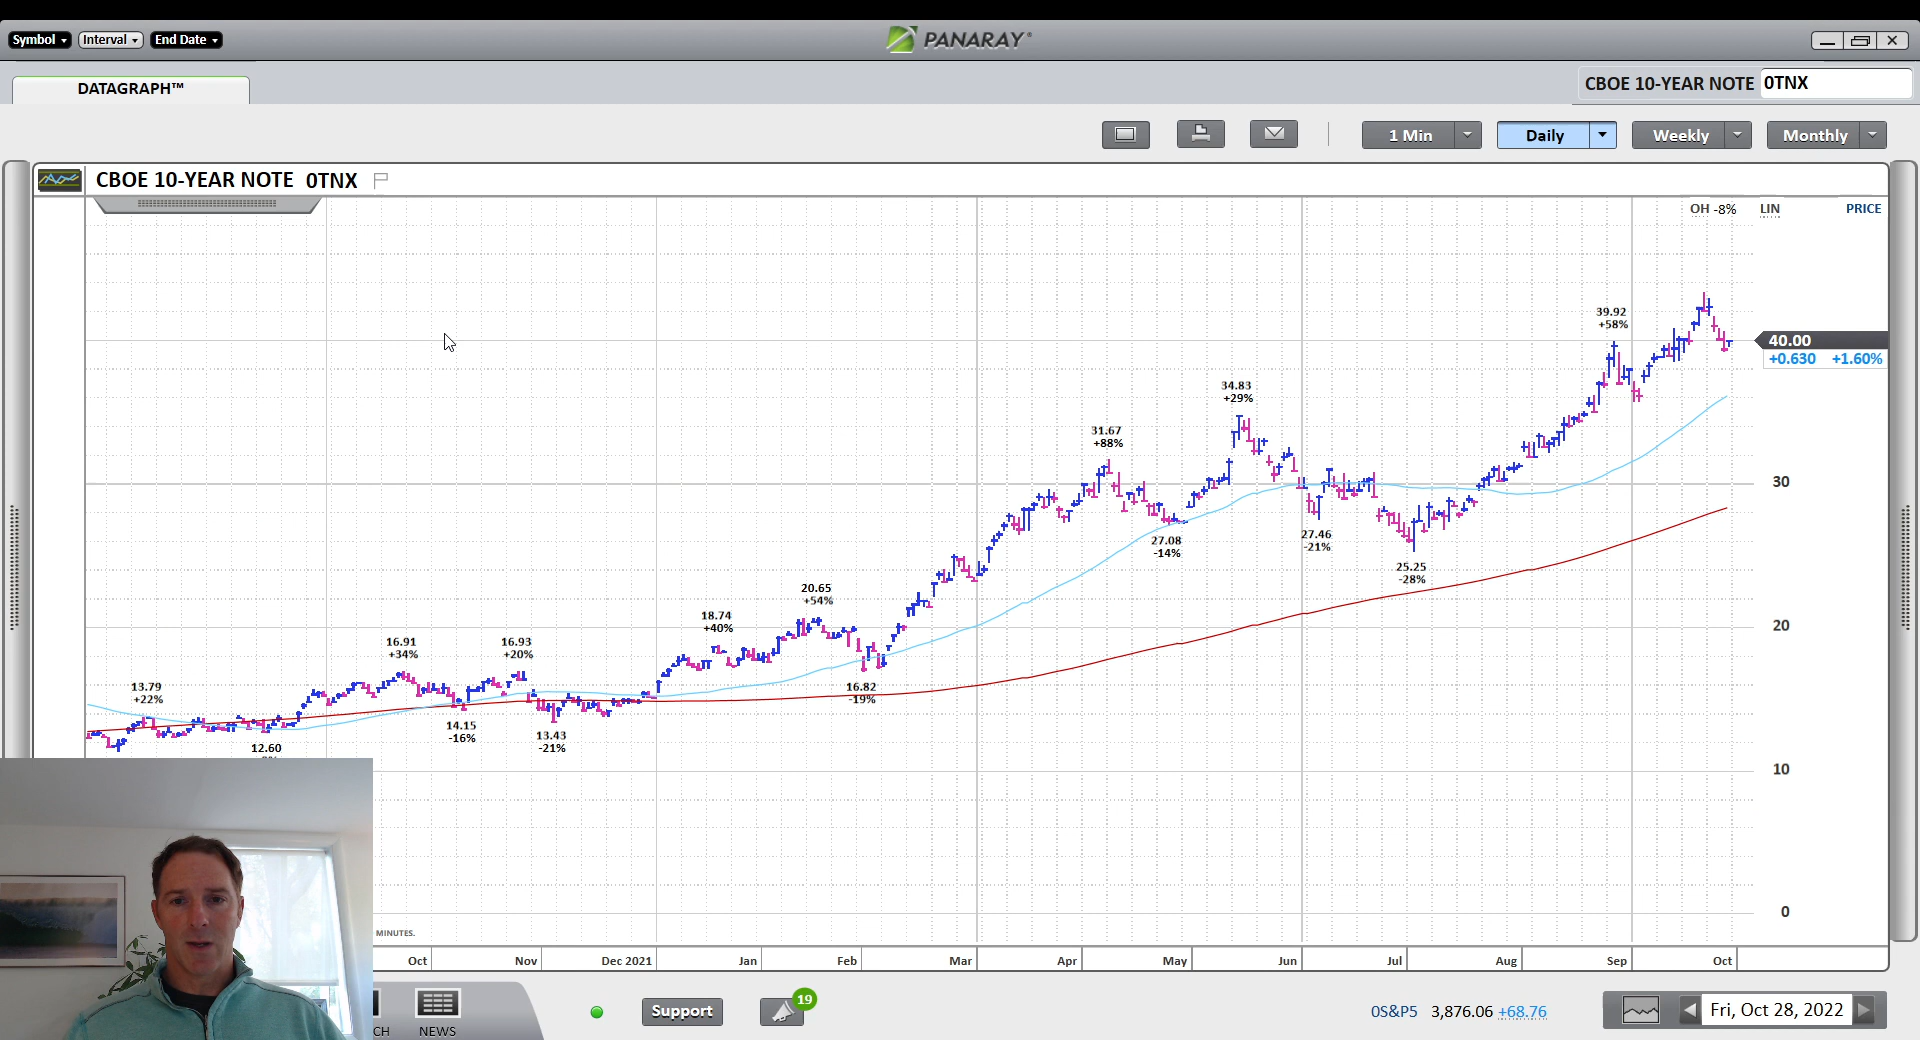 Symbol
Interval
End Date
PANARAY®
DATAGRAPH™
CBOE 10-YEAR NOTE 0TNX
1 Min
Daily
Weekly
Monthly
CBOE 10-YEAR NOTE 0TNX
OH -8%
LIN
PRICE
39.92
+58%
40.00
+0.630 +1.60%
34.83
+29%
31.67
+88%
30
27.08
-14%
27.46
-21%
25.25
-28%
20.65
+54%
18.74
+40%
20
16.91
+34%
16.93
+20%
13.79
+22%
16.82
-19%
14.15
-16%
13.43
-21%
12.60
10
0
MINUTES.
Oct
Nov
Dec 2021
Jan
Feb
Mar
Apr
May
Jun
Jul
Aug
Sep
Oct
CH
NEWS
Support
19
0S&P5 3,876.06 +68.76
Fri, Oct 28, 2022